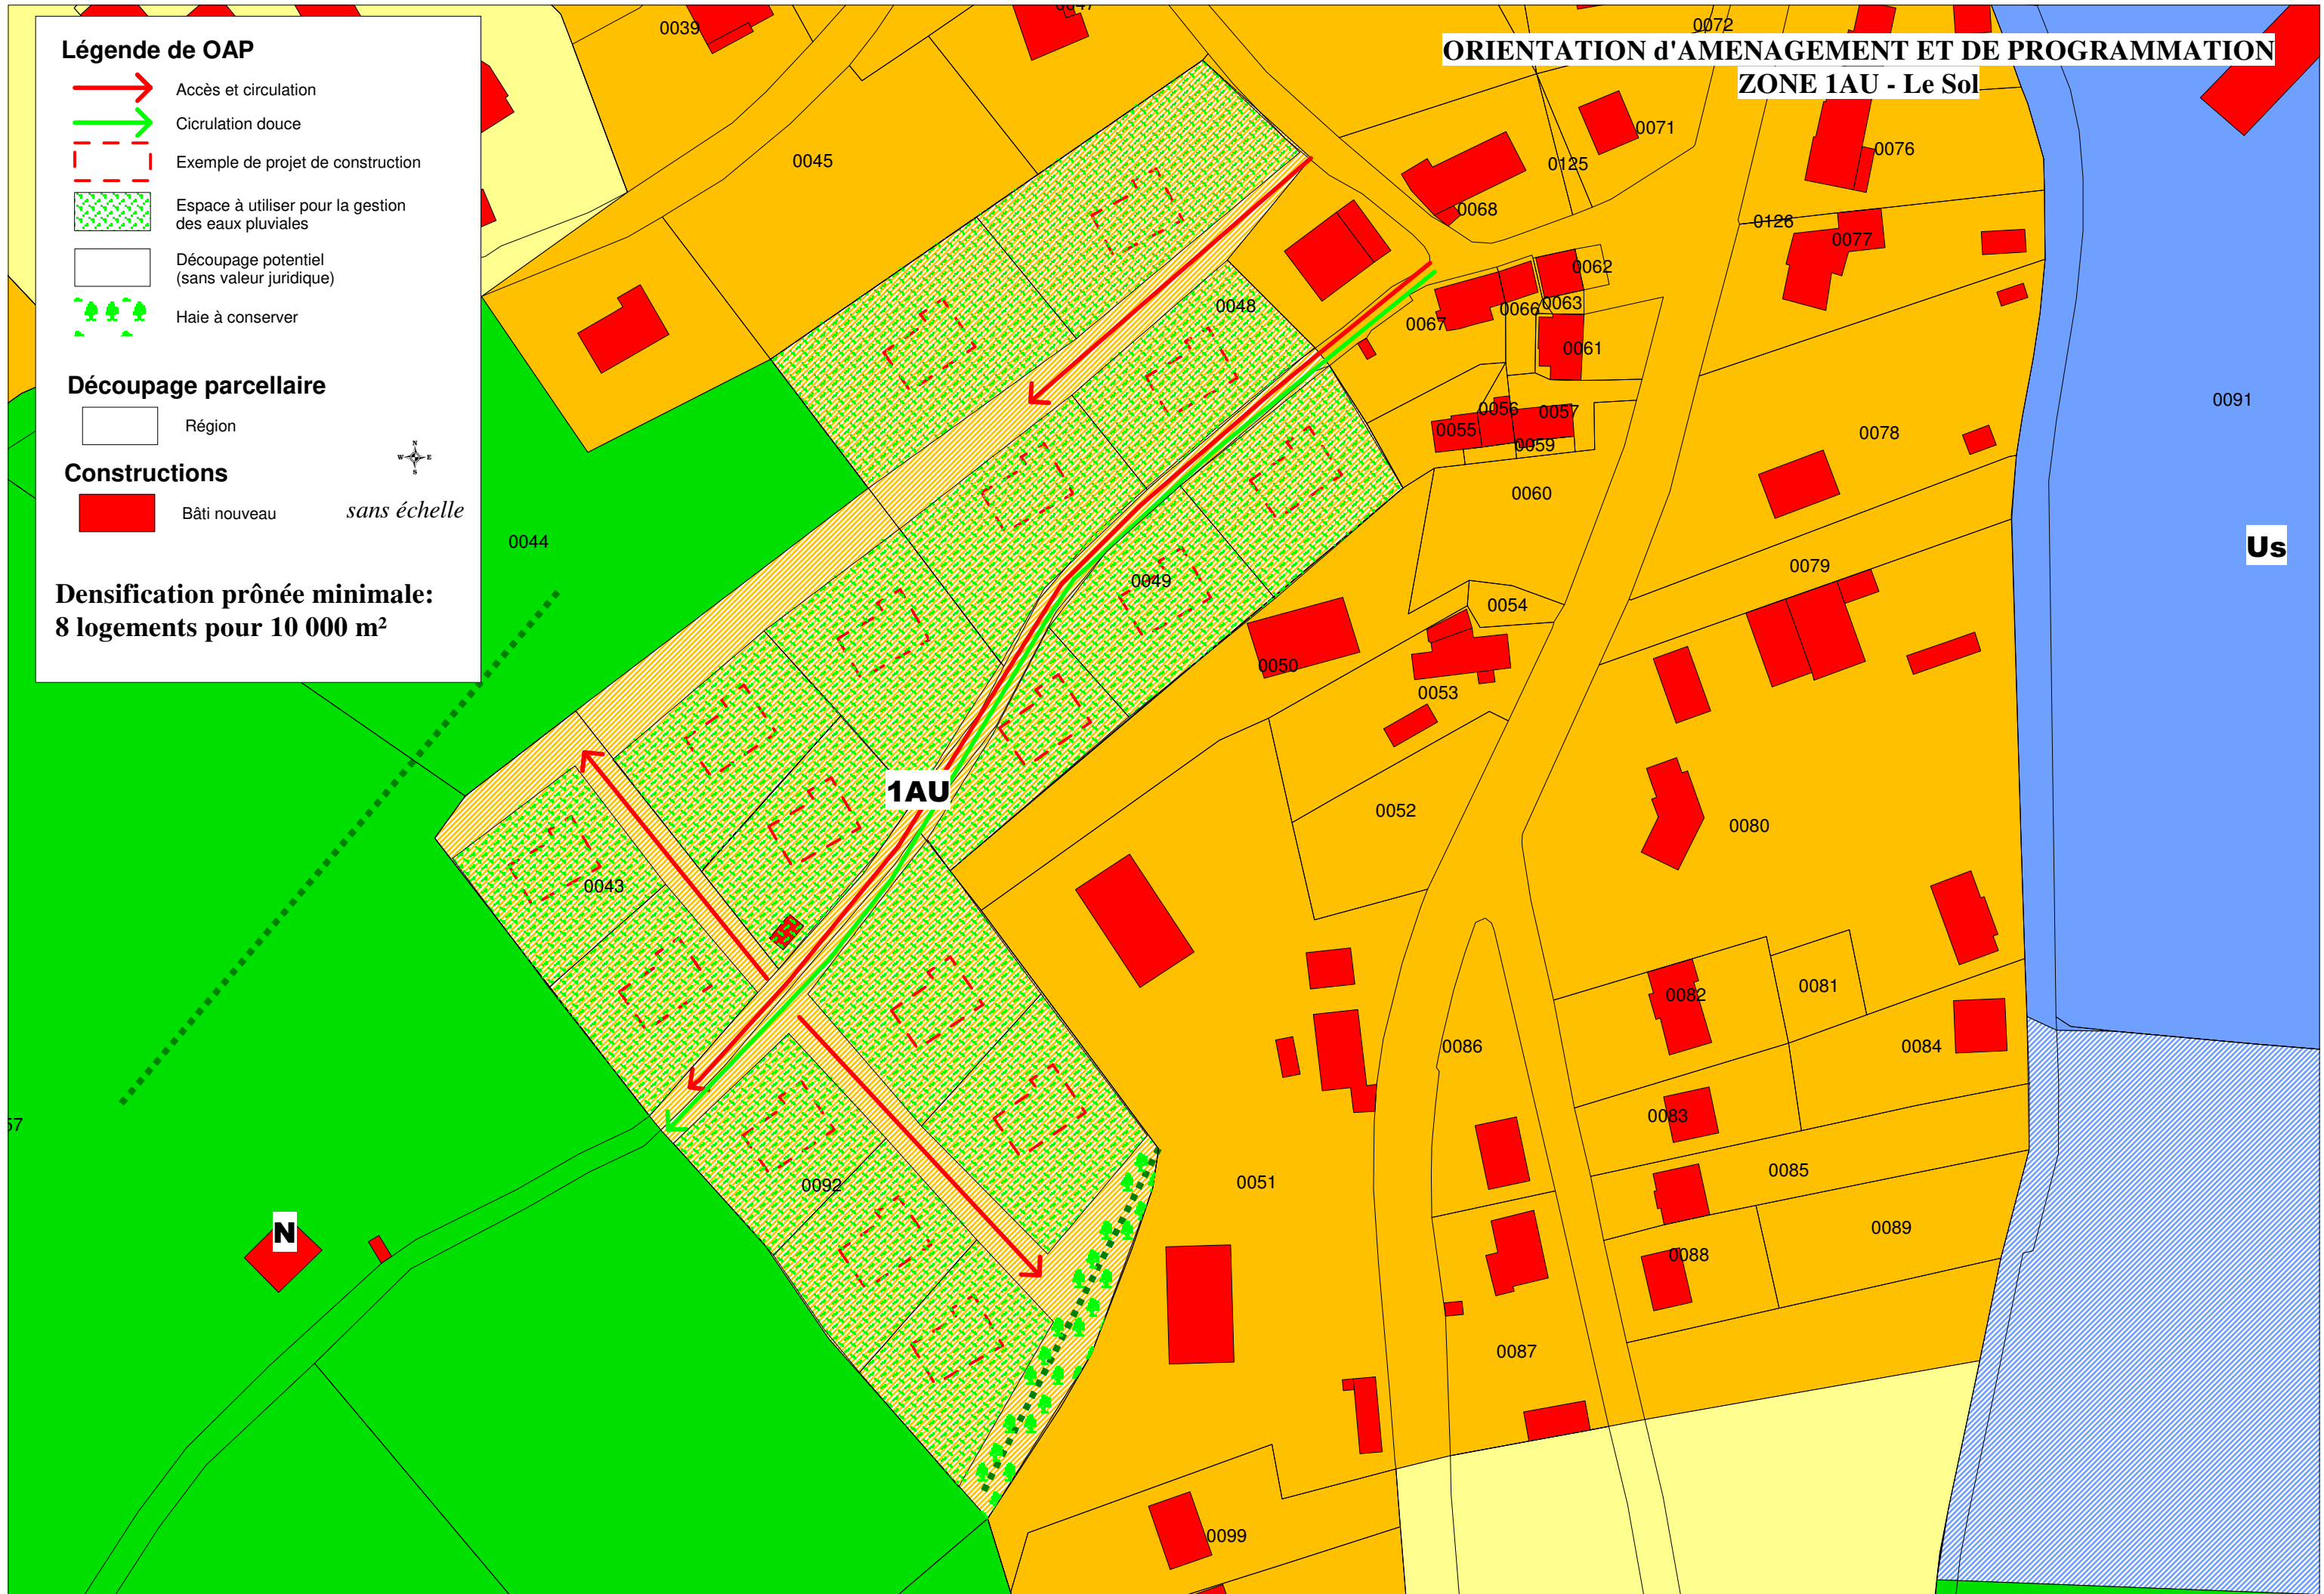 Légende de OAP
Accès et circulation
Cicrulation douce
Exemple de projet de construction
Espace à utiliser pour la gestion
des eaux pluviales
Découpage potentiel
(sans valeur juridique)
Haie à conserver
Découpage parcellaire
Région
Constructions
Bâti nouveau
N
W
E
S
sans échelle
Densification prônée minimale:
8 logements pour 10 000 m²
ORIENTATION d'AMENAGEMENT ET DE PROGRAMMATION
ZONE 1AU - Le Sol
0039
0072
0045
0071
0125
0076
0068
0126
0077
0062
0048
0066
0063
0067
0061
0091
0056
0057
0055
0059
0078
0060
0044
Us
0049
0079
0054
0050
0053
1AU
0052
0080
0043
0082
0081
0086
0084
0083
57
0051
0085
0092
N
0089
0088
0087
0099